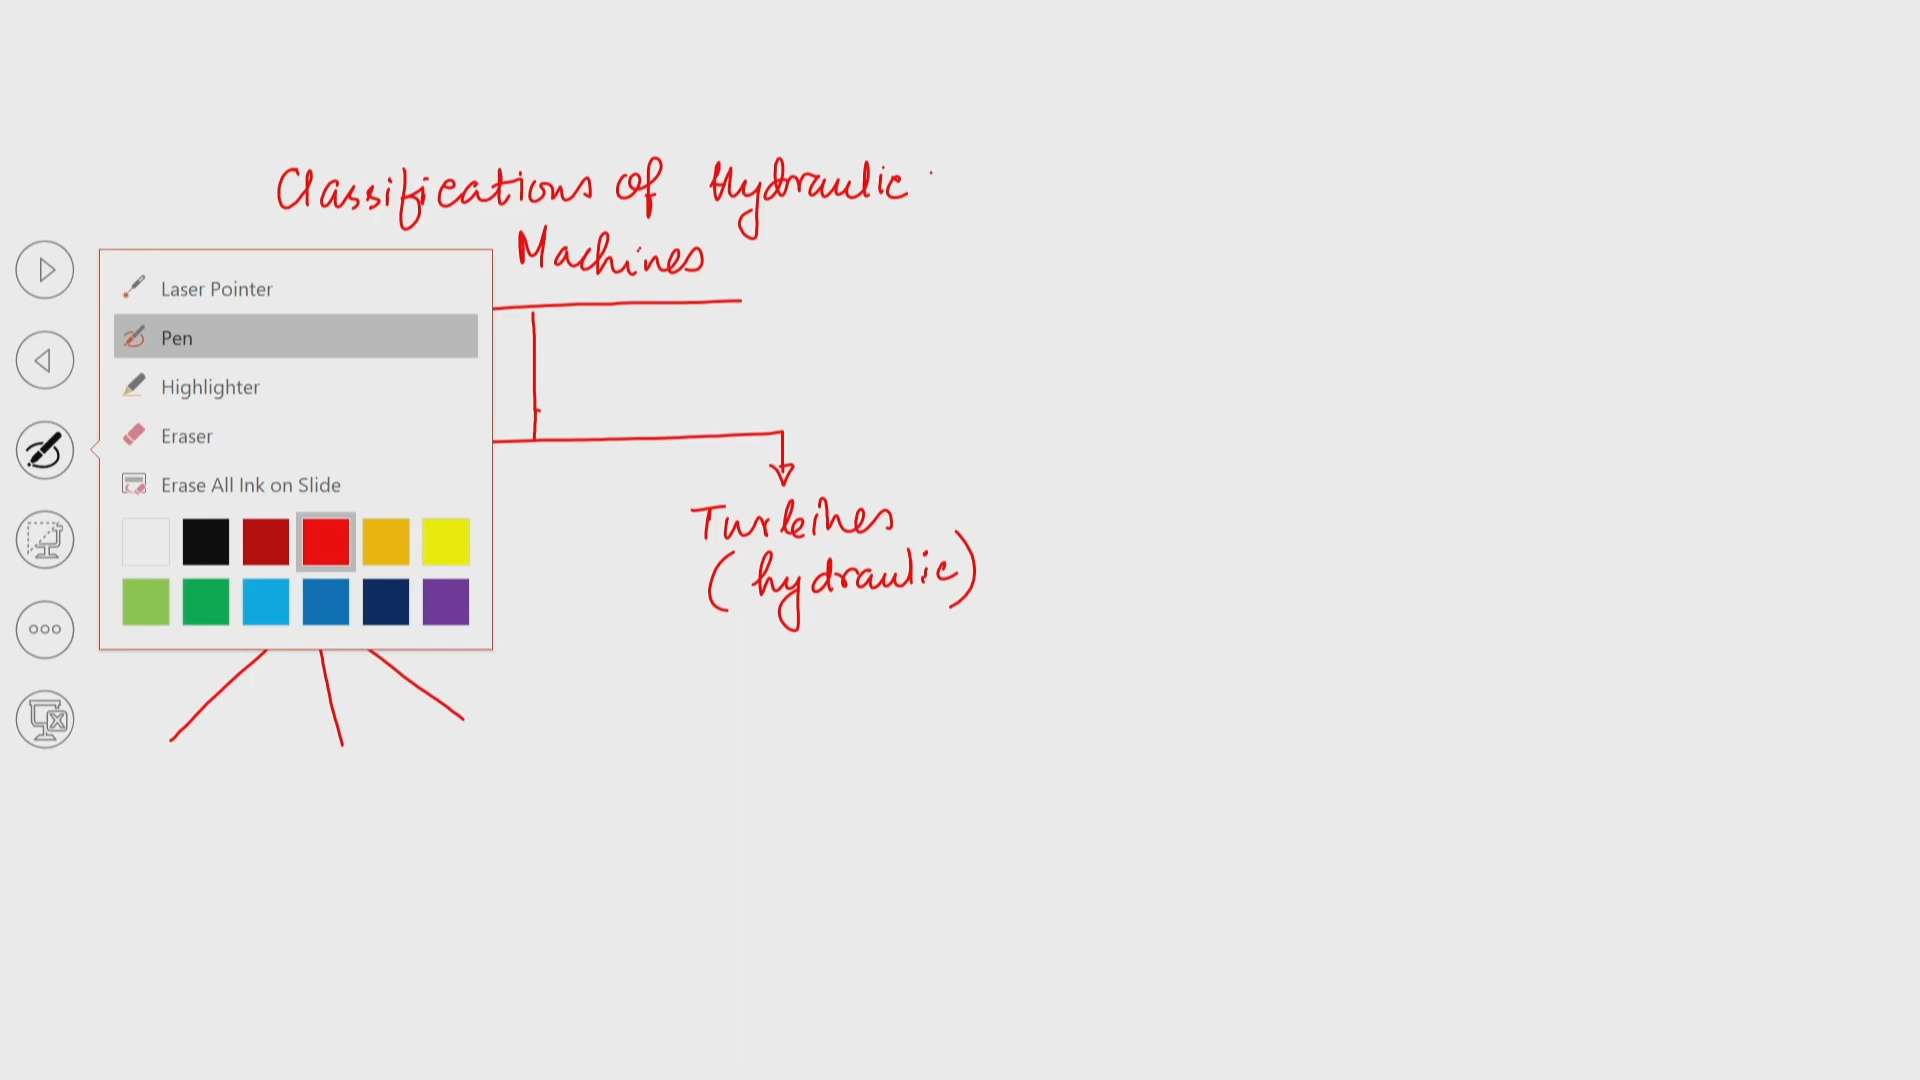 Classifications of Hydraulic
Machines
Laser Pointer
Pen
Highlighter
Eraser
Erase All Ink on Slide
Turbines
(hydraulic)